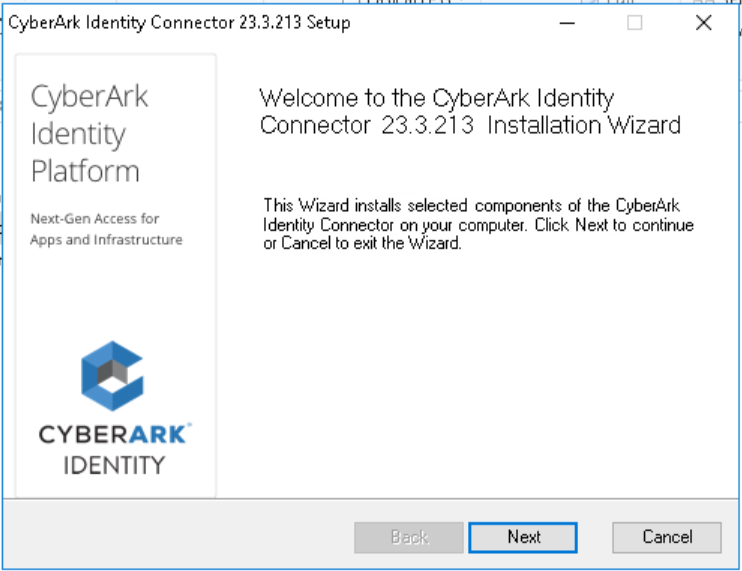 CyberArk Identity Connector 23.3.213 Setup
CyberArk
Identity
Platform
Next-Gen Access for
Apps and Infrastructure
CYBERARK®
IDENTITY
Welcome to the CyberArk Identity
Connector 23.3.213 Installation Wizard
This Wizard installs selected components of the CyberArk
Identity Connector on your computer. Click Next to continue
or Cancel to exit the Wizard.
Back
Next
Cancel